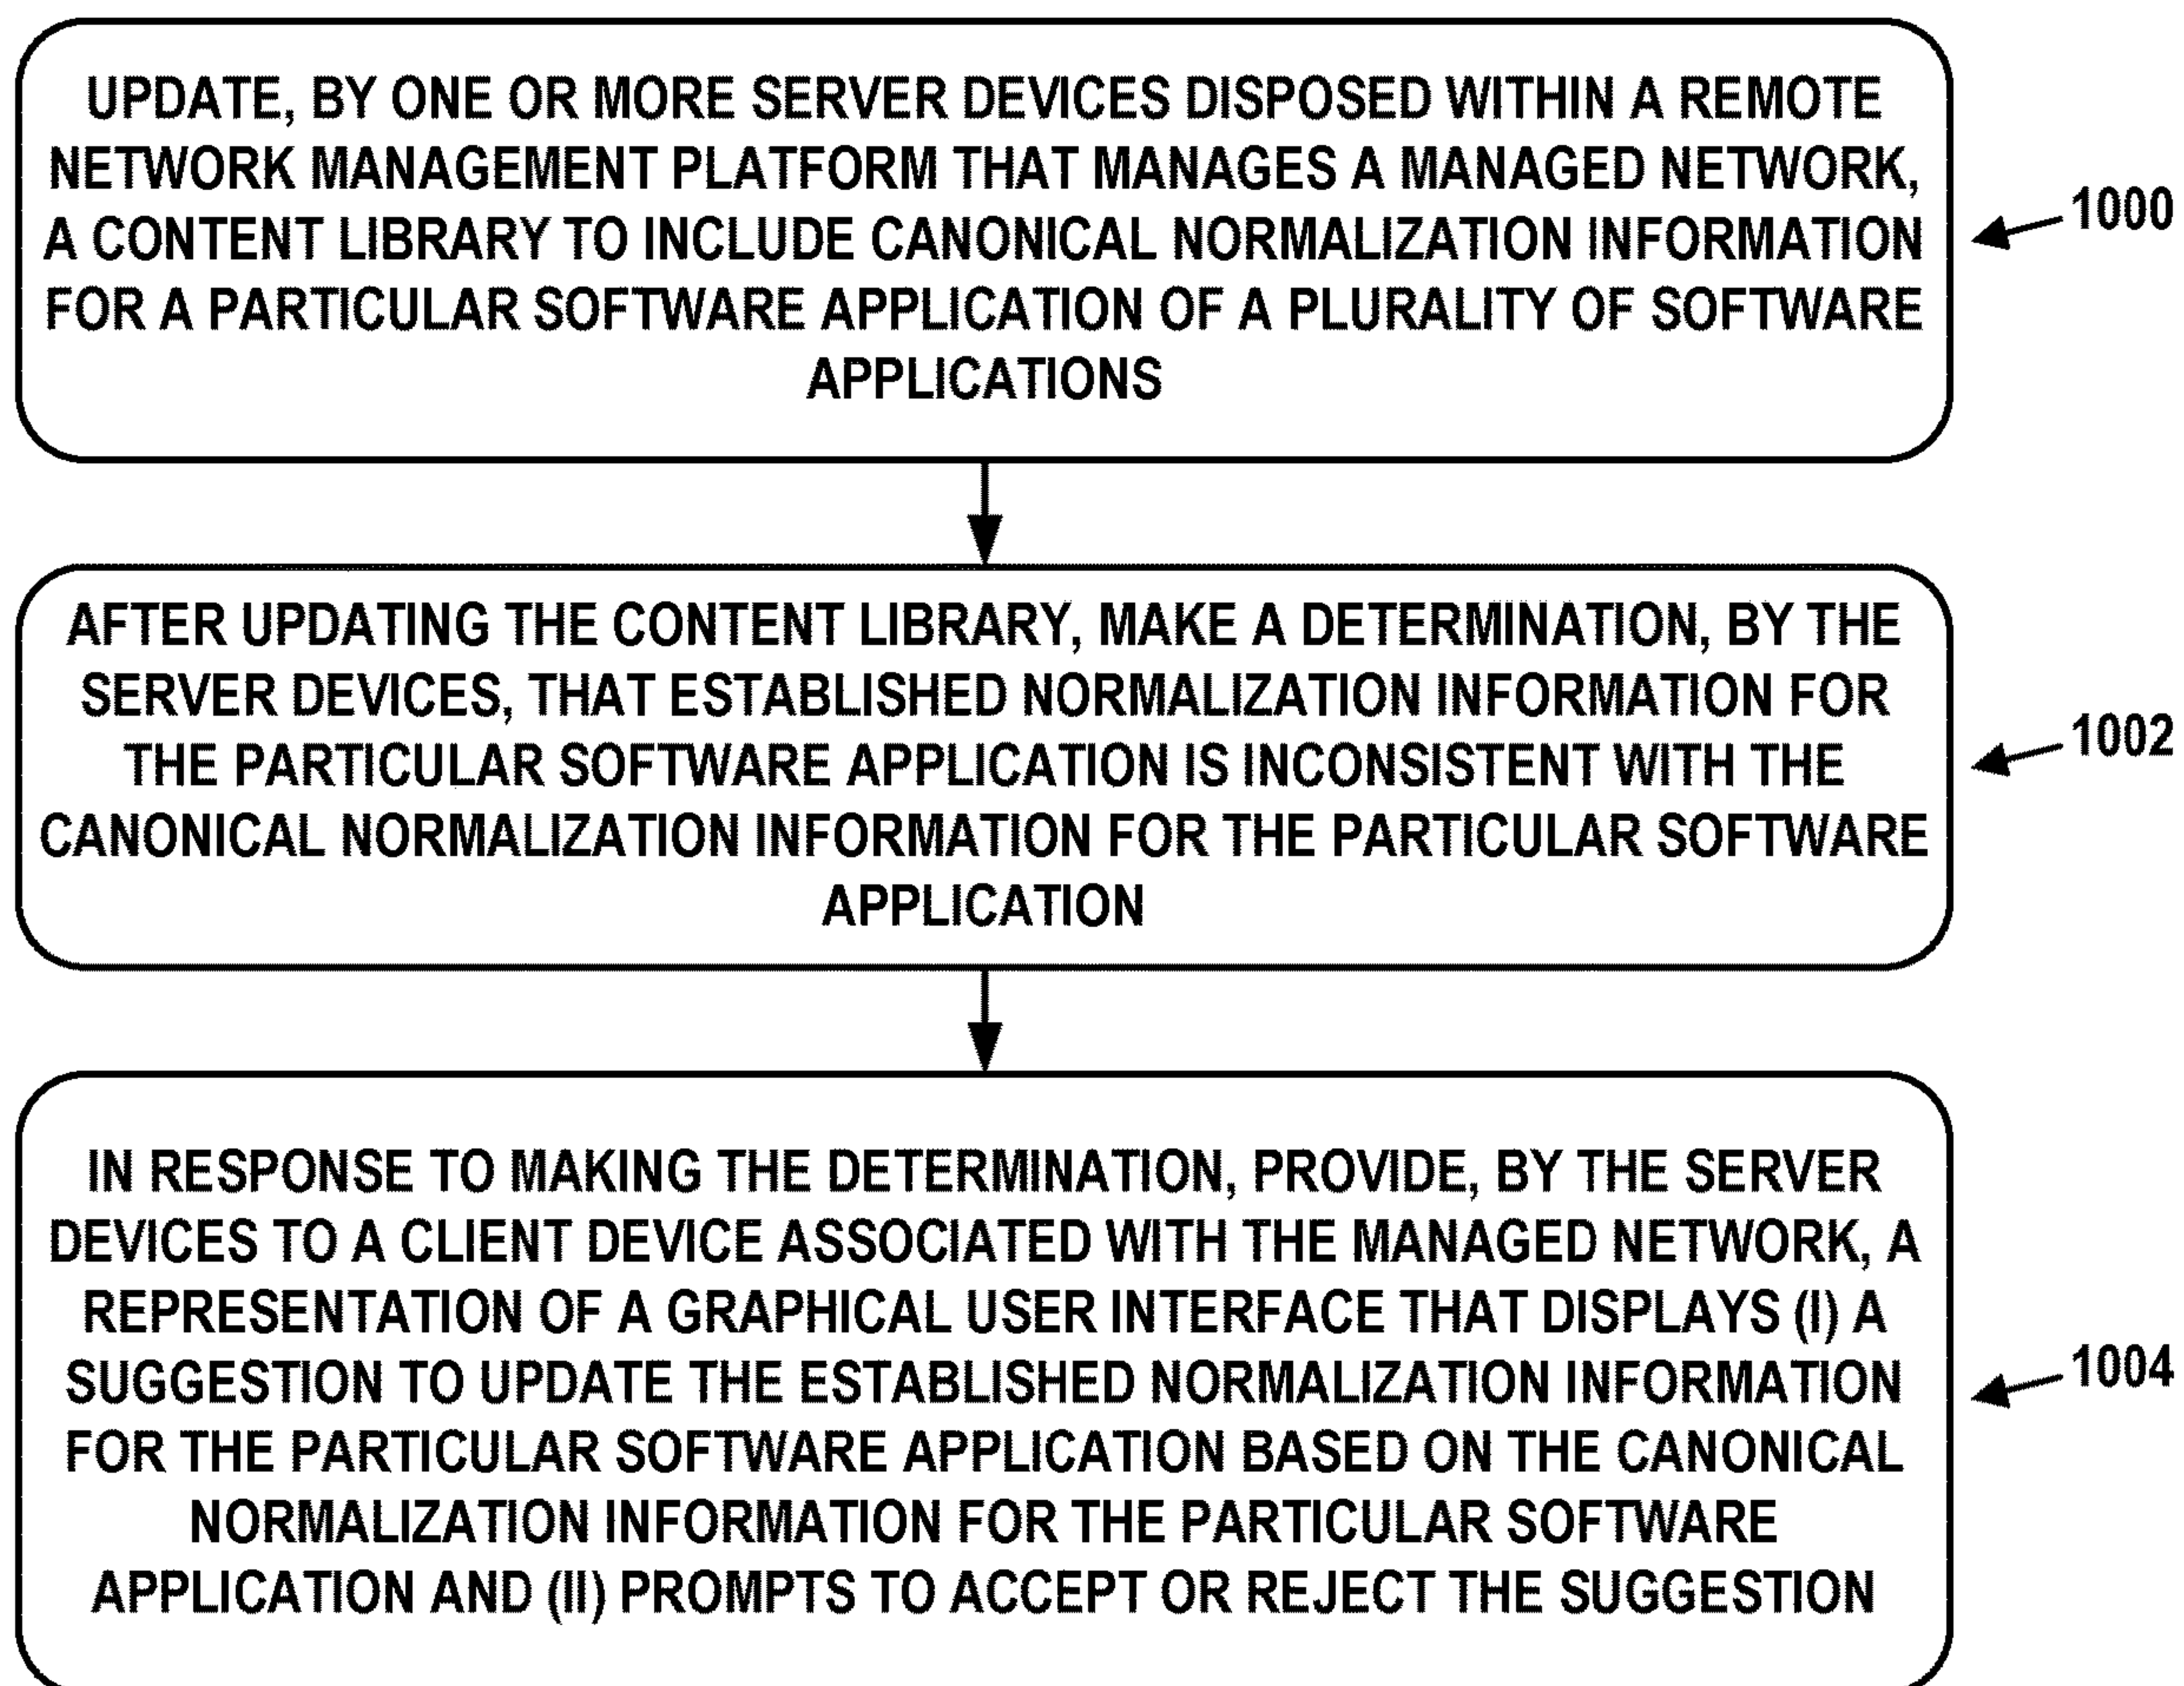 UPDATE, BY ONE OR MORE SERVER DEVICES DISPOSED WITHIN A REMOTE
NETWORK MANAGEMENT PLATFORM THAT MANAGES A MANAGED NETWORK,
A CONTENT LIBRARY TO INCLUDE CANONICAL NORMALIZATION INFORMATION
FOR A PARTICULAR SOFTWARE APPLICATION OF A PLURALITY OF SOFTWARE
APPLICATIONS
1000
AFTER UPDATING THE CONTENT LIBRARY, MAKE A DETERMINATION, BY THE
SERVER DEVICES, THAT ESTABLISHED NORMALIZATION INFORMATION FOR
THE PARTICULAR SOFTWARE APPLICATION IS INCONSISTENT WITH THE
CANONICAL NORMALIZATION INFORMATION FOR THE PARTICULAR SOFTWARE
APPLICATION
1002
IN RESPONSE TO MAKING THE DETERMINATION, PROVIDE, BY THE SERVER
DEVICES TO A CLIENT DEVICE ASSOCIATED WITH THE MANAGED NETWORK, A
REPRESENTATION OF A GRAPHICAL USER INTERFACE THAT DISPLAYS (I) A
SUGGESTION TO UPDATE THE ESTABLISHED NORMALIZATION INFORMATION
FOR THE PARTICULAR SOFTWARE APPLICATION BASED ON THE CANONICAL
NORMALIZATION INFORMATION FOR THE PARTICULAR SOFTWARE
APPLICATION AND (II) PROMPTS TO ACCEPT OR REJECT THE SUGGESTION
1004